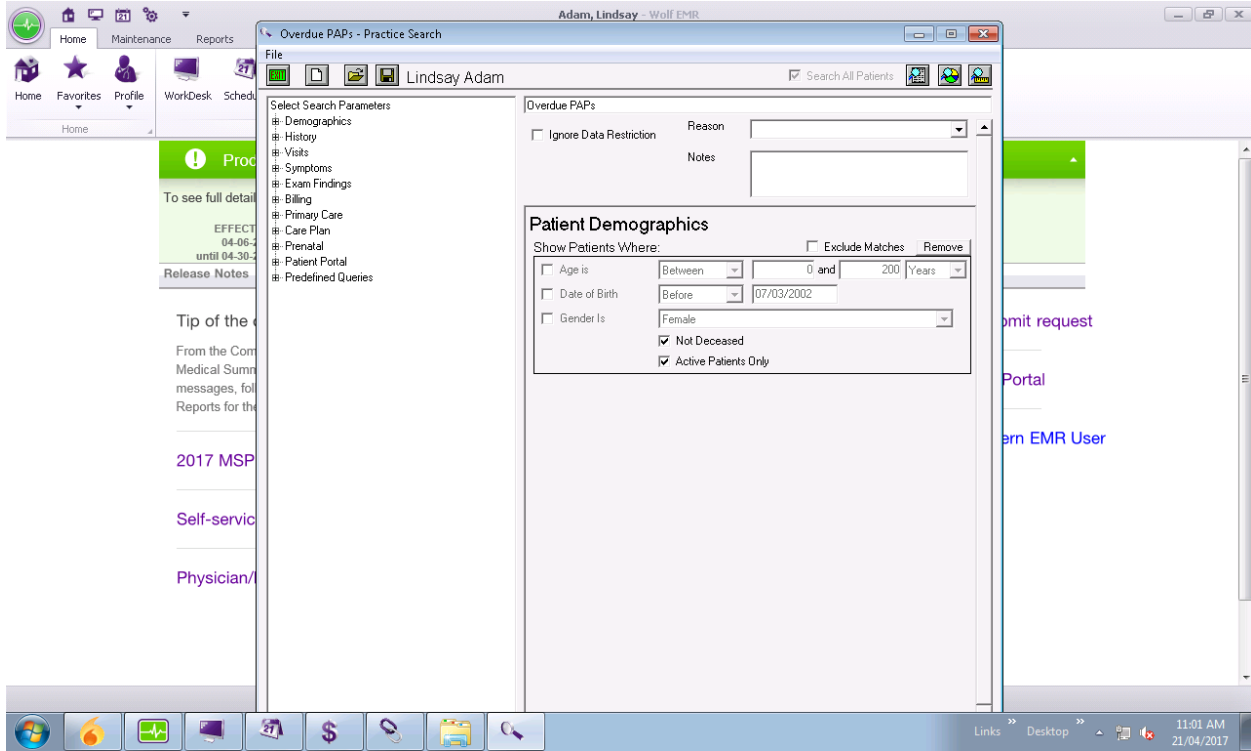 Adam, Lindsay - Wolf EMR
Home Maintenance Reports
Home Favorites Profile WorkDesk
Home
Overdue PAPs - Practice Search
File
EXIT Lindsay Adam Search All Patients
Select Search Parameters
Demographics
History
Visits
Symptoms
Exam Findings
Billing
Primary Care
Care Plan
Prenatal
Patient Portal
Predefined Queries
Overdue PAPs
Ignore Data Restriction Reason
Notes
Patient Demographics
Show Patients Where: Exclude Matches Remove
Age is Between 0 and 200 Years
Date of Birth Before 07/03/2002
Gender Is Female
Not Deceased
Active Patients Only
To see full detail
EFFECT
04-06-2
until 04-30-2
Release Notes
Tip of the
From the Com
Medical Summ
messages, fol
Reports for the
2017 MSP
Self-servic
Physician/
mit request
Portal
ern EMR User
Links Desktop 11:01 AM
21/04/2017